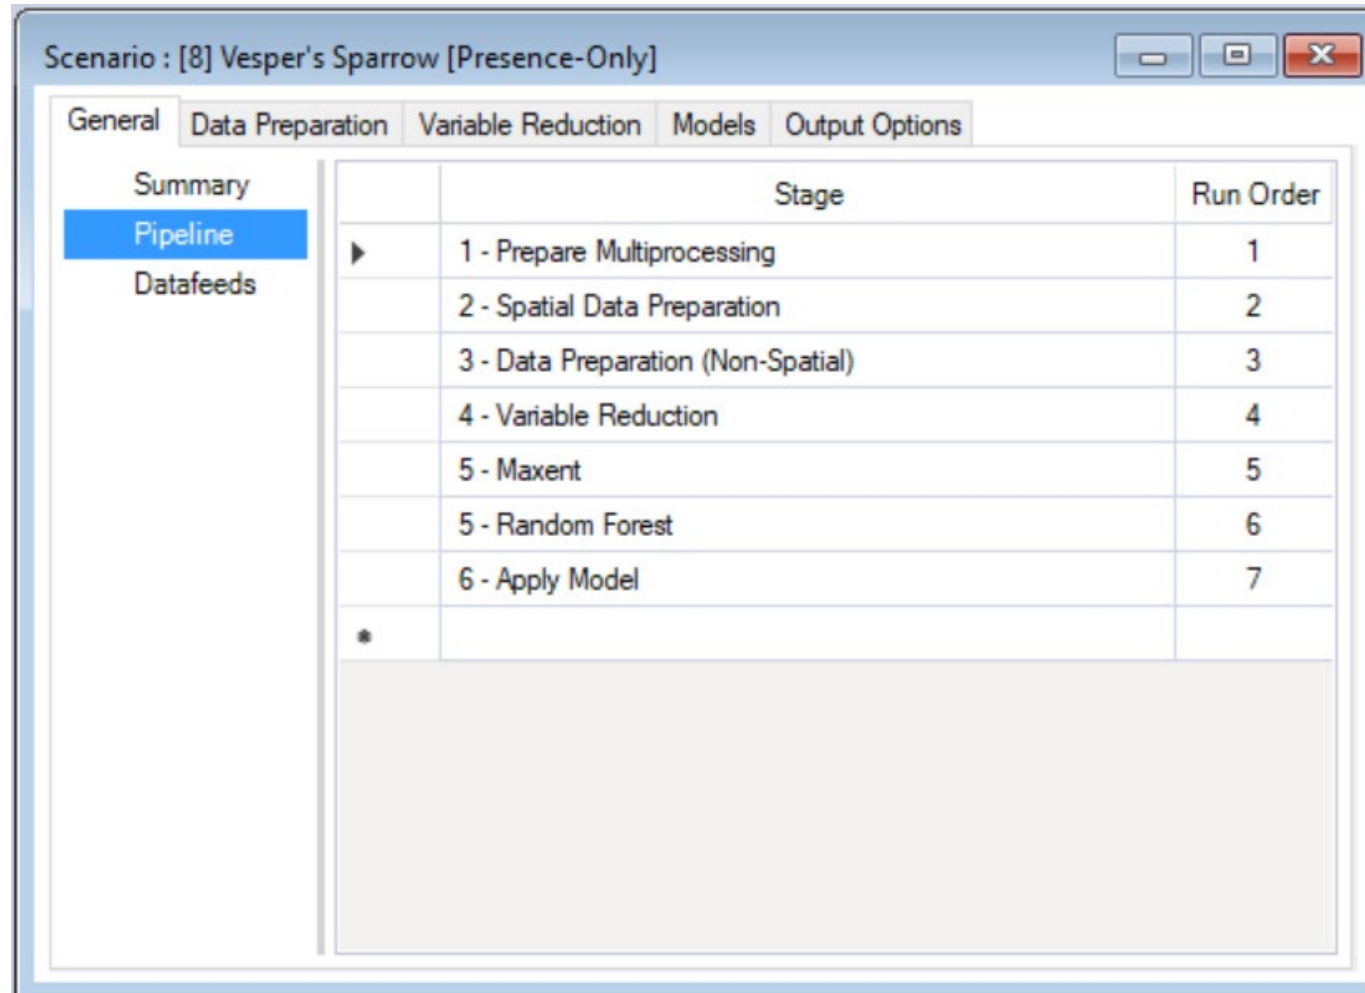 Scenario : [8] Vesper's Sparrow [Presence-Only]
General Data Preparation Variable Reduction Models Output Options
Summary
Pipeline
Datafeeds
Stage Run Order
1 - Prepare Multiprocessing 1
2 - Spatial Data Preparation 2
3 - Data Preparation (Non-Spatial) 3
4 - Variable Reduction 4
5 - Maxent 5
5 - Random Forest 6
6 - Apply Model 7